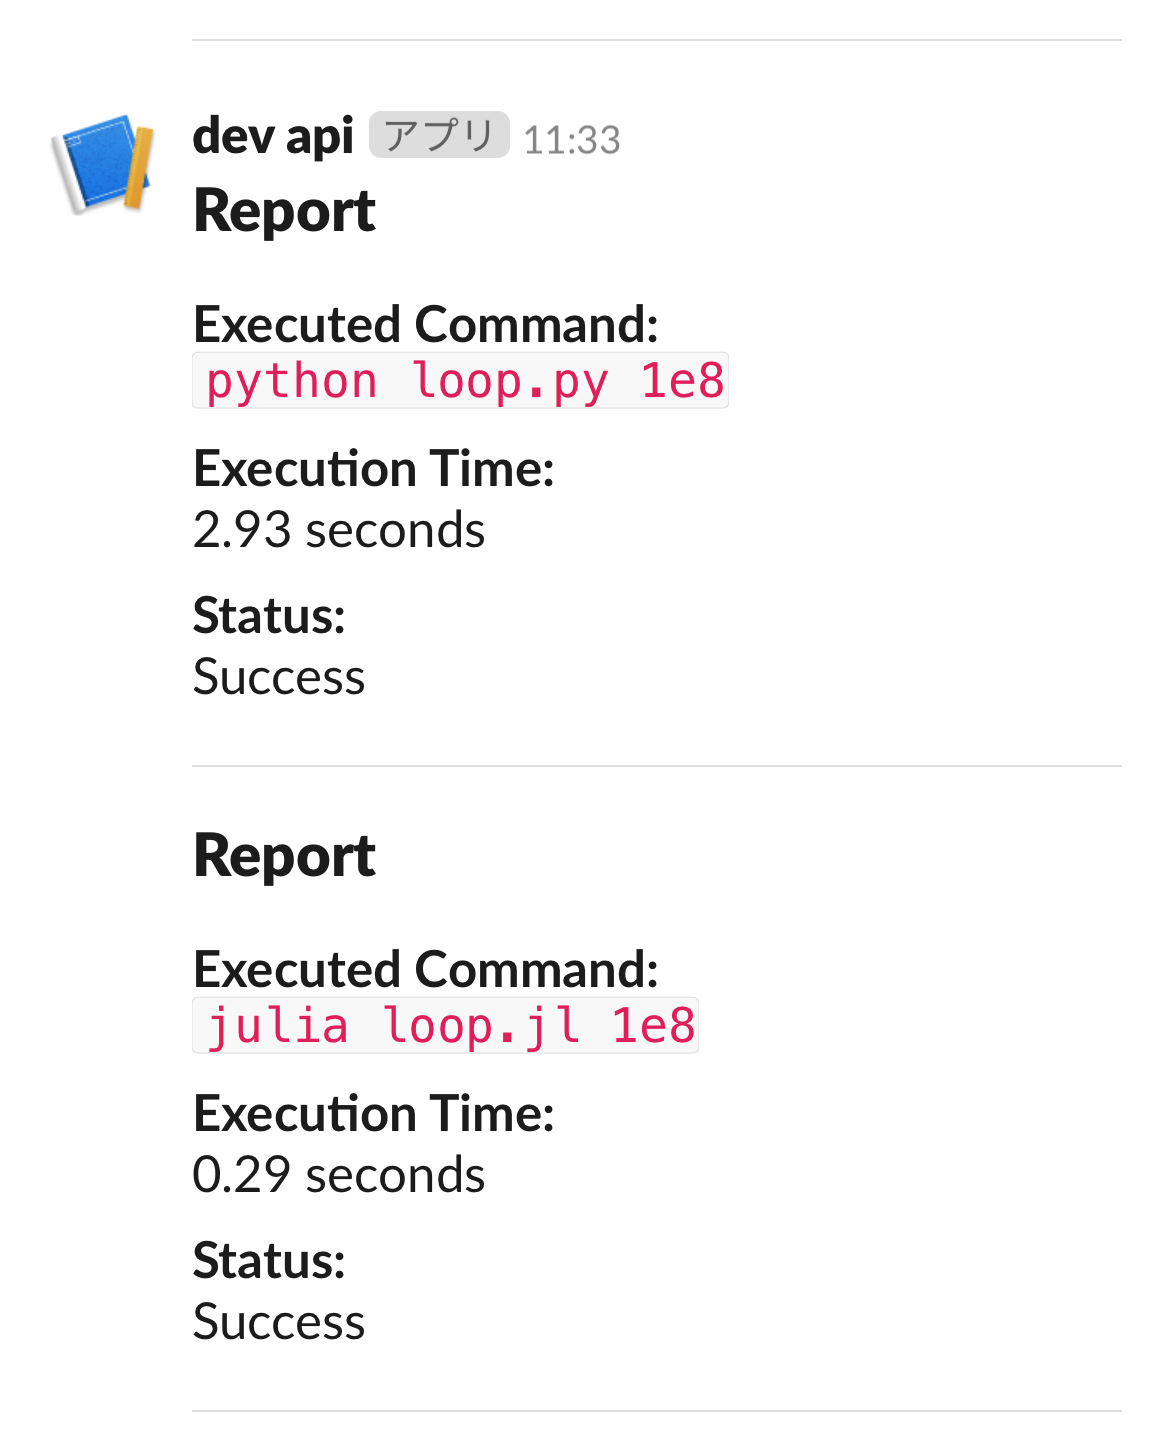 dev api アプリ 11:33
Report
Executed Command:
python loop.py 1e8
Execution Time:
2.93 seconds
Status:
Success
Report
Executed Command:
julia loop.jl 1e8
Execution Time:
0.29 seconds
Status:
Success